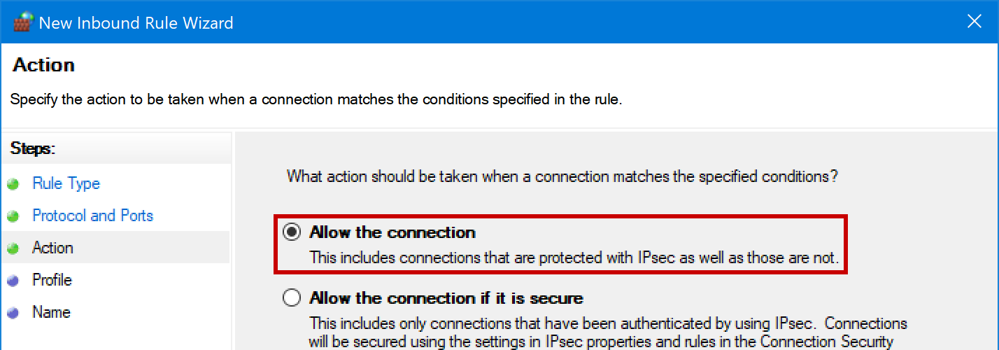 New Inbound Rule Wizard
Action
Specify the action to be taken when a connection matches the conditions specified in the rule.
Steps:
Rule Type
Protocol and Ports
Action
Profile
Name
What action should be taken when a connection matches the specified conditions?
Allow the connection
This includes connections that are protected with IPsec as well as those are not.
Allow the connection if it is secure
This includes only connections that have been authenticated by using IPsec. Connections
will be secured using the settings in IPsec properties and rules in the Connection Security